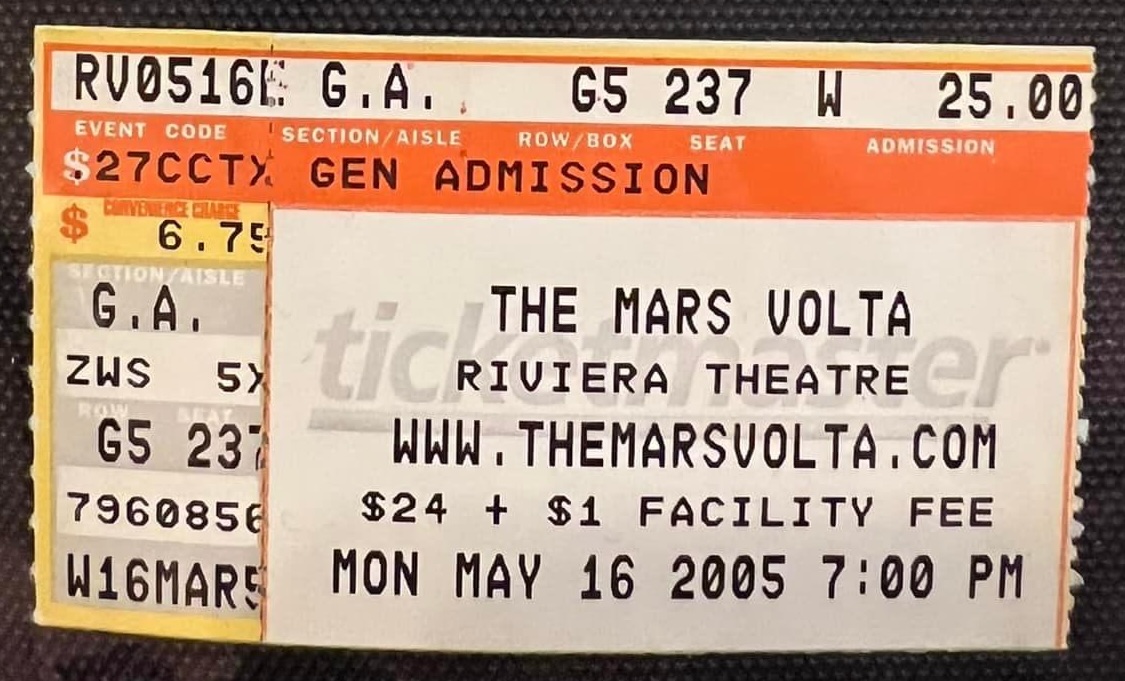 RV0516E G.A. G5 237 W 25.00
EVENT CODE SECTION/AISLE ROW/BOX SEAT ADMISSION
$27CCTX GEN ADMISSION
CONVENIENCE CHARGE
$ 6.75
SECTION/AISLE
G.A.
ZWS 5X
ROW SEAT
G5 237
7960856
W16MAR5
ticketmaster
THE MARS VOLTA
RIVIERA THEATRE
WWW.THEMARSVOLTA.COM
$24 + $1 FACILITY FEE
MON MAY 16 2005 7:00 PM